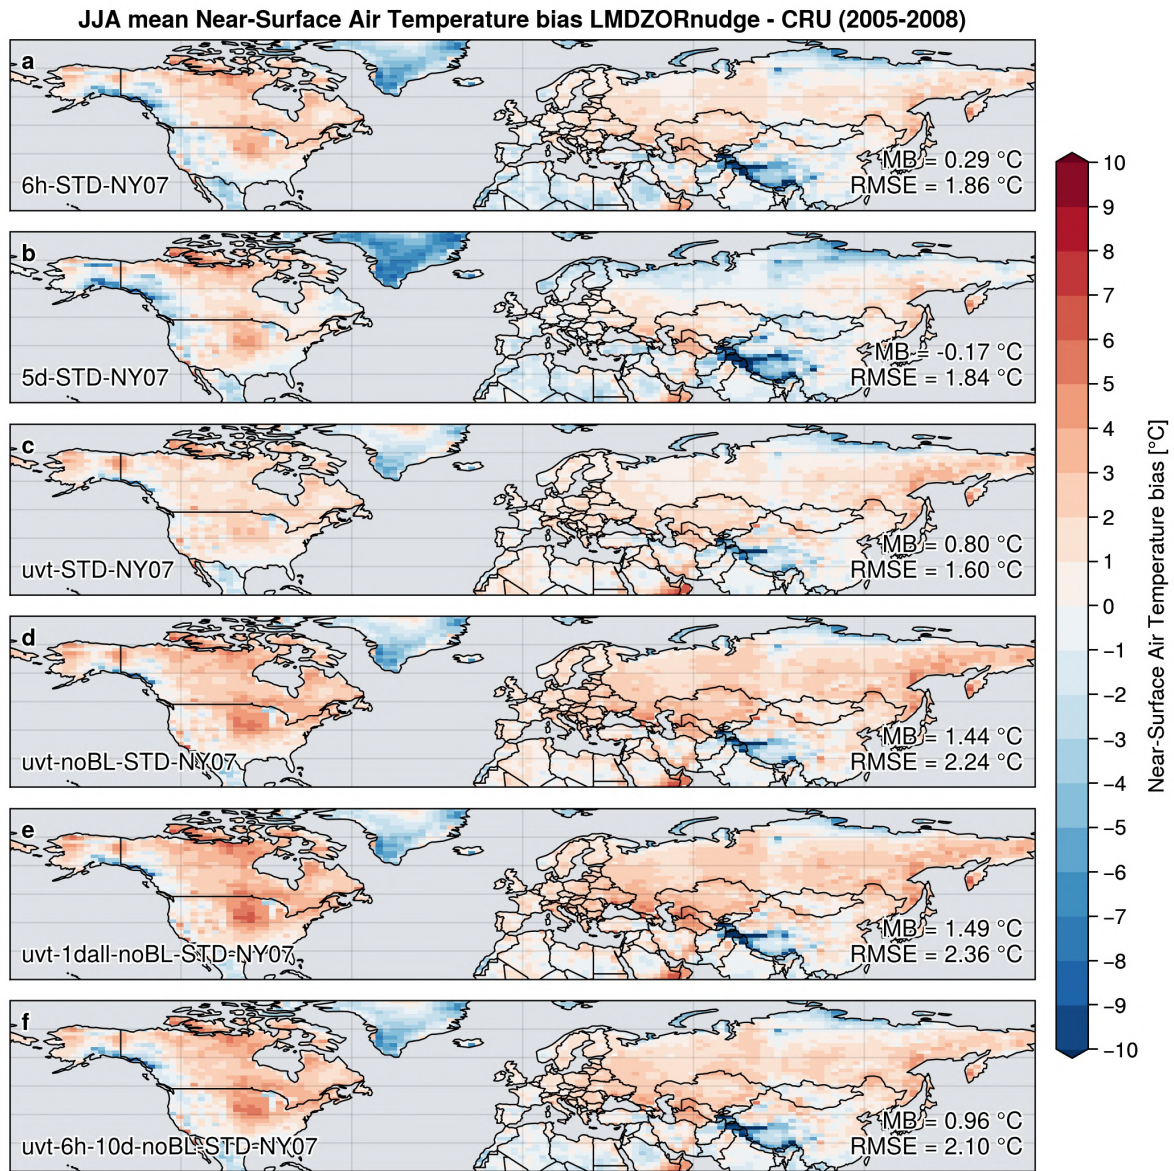 JJA mean Near-Surface Air Temperature bias LMDZORnudge - CRU (2005-2008)
a
6h-STD-NY07
MB = 0.29 °C
RMSE = 1.86 °C
b
5d-STD-NY07
MB = -0.17 °C
RMSE = 1.84 °C
c
uvt-STD-NY07
MB = 0.80 °C
RMSE = 1.60 °C
d
uvt-noBL-STD-NY07
MB = 1.44 °C
RMSE = 2.24 °C
e
uvt-1dall-noBL-STD-NY07
MB = 1.49 °C
RMSE = 2.36 °C
f
uvt-6h-10d-noBL-STD-NY07
MB = 0.96 °C
RMSE = 2.10 °C
10
9
8
7
6
5
4
3
2
1
0
−1
−2
−3
−4
−5
−6
−7
−8
−9
−10
Near-Surface Air Temperature bias [°C]